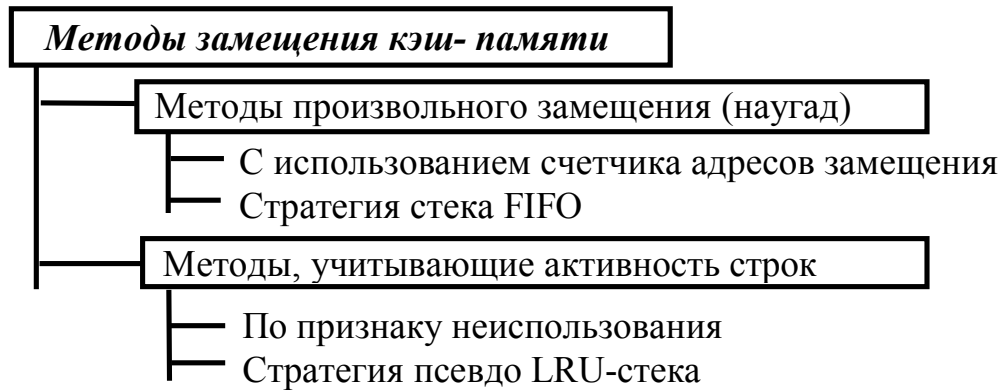 Методы замещения кэш- памяти
Методы произвольного замещения (наугад)
С использованием счетчика адресов замещения
Стратегия стека FIFO
Методы, учитывающие активность строк
По признаку неиспользования
Стратегия псевдо LRU-стека